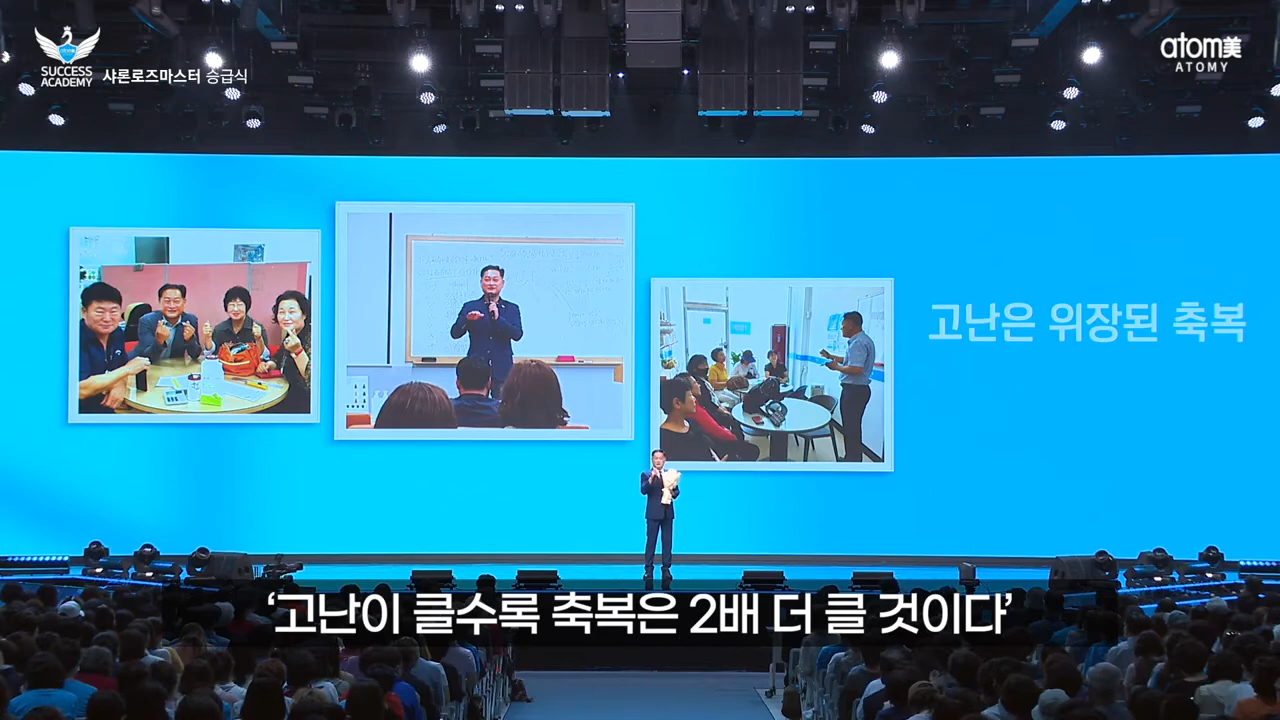 SUCCESS
ACADEMY
샤론로즈마스터 승급식
atom美
ATOMY
고난은 위장된 축복
‘고난이 클수록 축복은 2배 더 클 것이다’